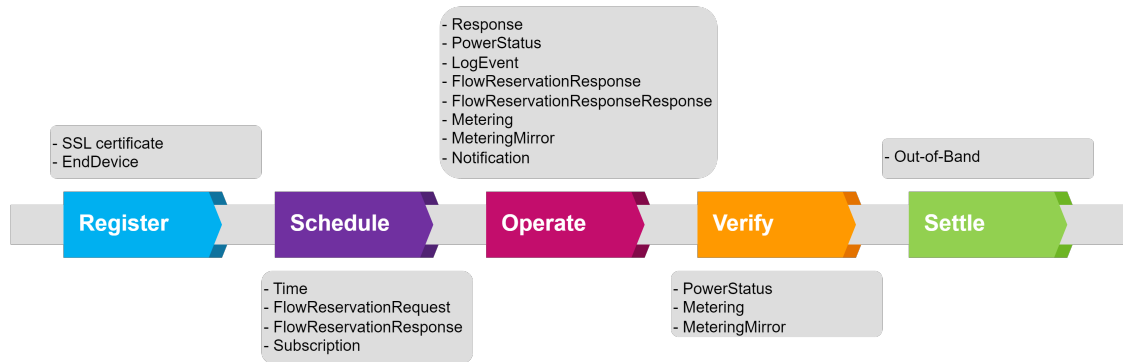 - Response
- PowerStatus
- LogEvent
- FlowReservationResponse
- FlowReservationResponseResponse
- Metering
- MeteringMirror
- Notification
- SSL certificate
- EndDevice
- Out-of-Band
Register
Schedule
Operate
Verify
Settle
- Time
- FlowReservationRequest
- FlowReservationResponse
- Subscription
- PowerStatus
- Metering
- MeteringMirror